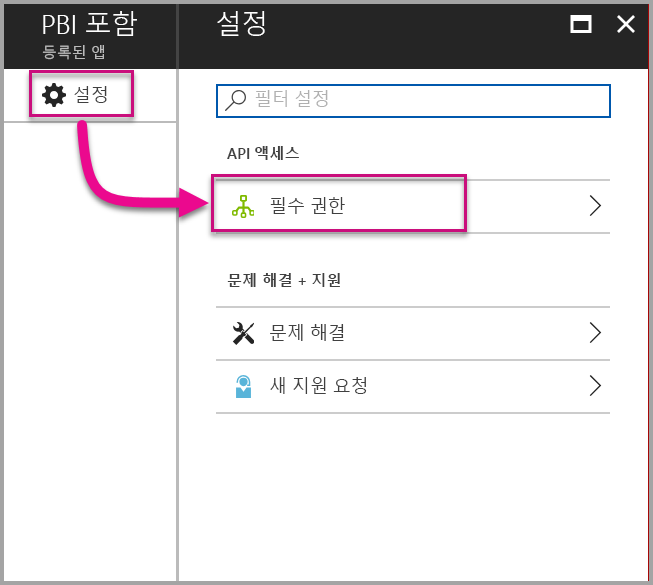 PBI 포함
등록된 앱
설정
설정
필터 설정
API 액세스
필수 권한
문제 해결 + 지원
문제 해결
새 지원 요청